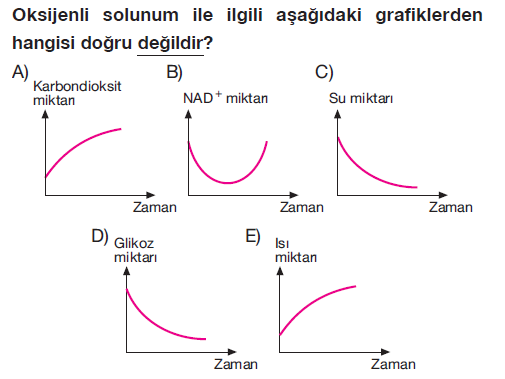 Oksijenli solunum ile ilgili aşağıdaki grafiklerden
hangisi doğru değildir?
A) Karbondioksit
miktarı
Zaman
B) NAD+ miktarı
Zaman
C) Su miktarı
Zaman
D) Glikoz
miktarı
Zaman
E) Isı
miktarı
Zaman